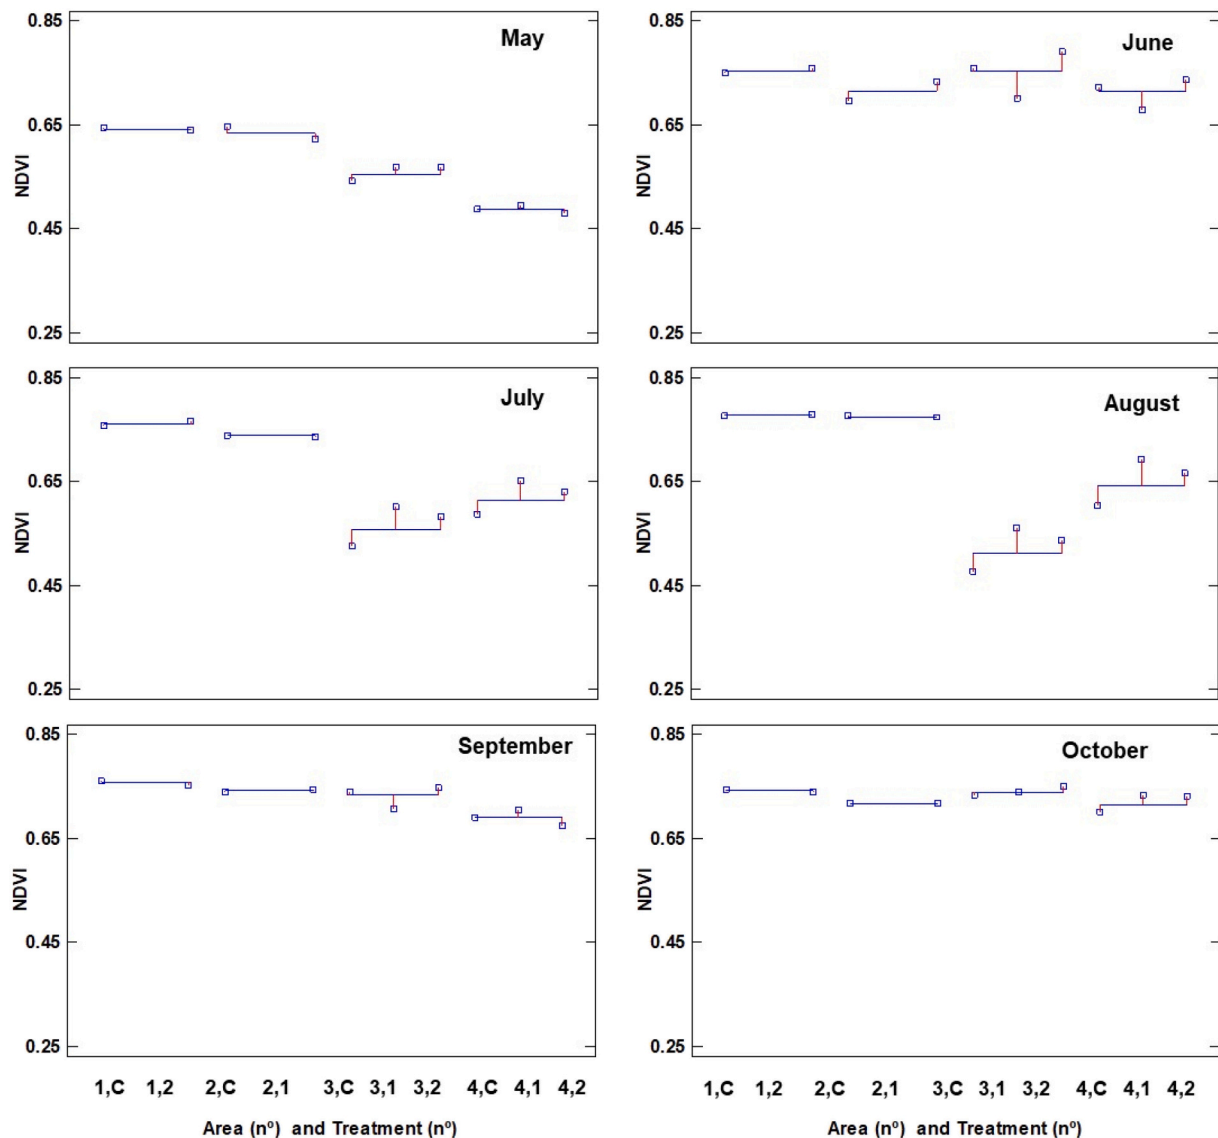 May
0.85
0.65
0.45
0.25
NDVI
June
0.85
0.65
0.45
0.25
NDVI
July
0.85
0.65
0.45
0.25
NDVI
August
0.85
0.65
0.45
0.25
NDVI
September
0.85
0.65
0.45
0.25
NDVI
October
0.85
0.65
0.45
0.25
NDVI
1,C 1,2 2,C 2,1 3,C 3,1 3,2 4,C 4,1 4,2
Area (nº) and Treatment (nº)
1,C 1,2 2,C 2,1 3,C 3,1 3,2 4,C 4,1 4,2
Area (nº) and Treatment (nº)